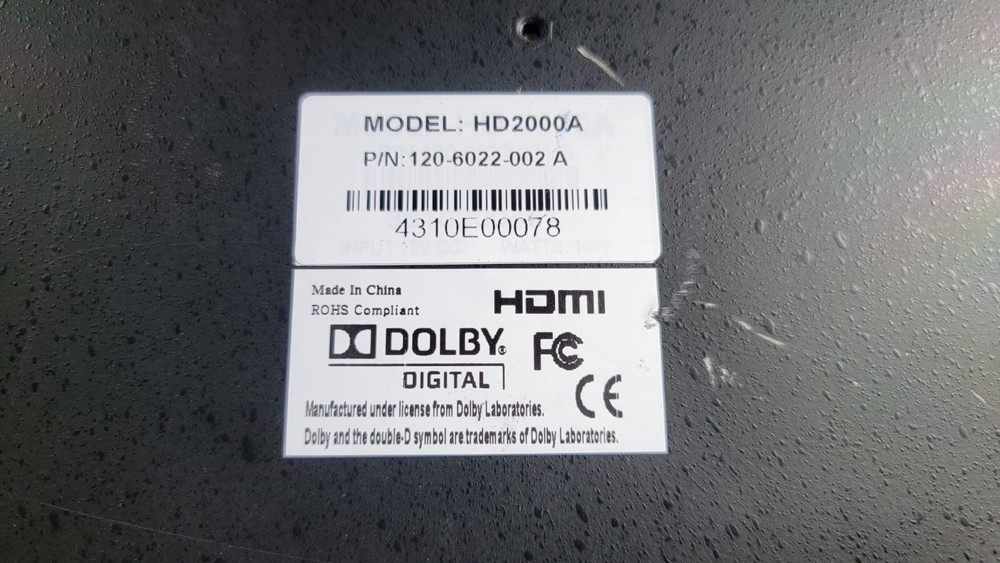 MODEL: HD2000A
P/N:120-6022-002 A
4310E00078
Made In China
ROHS Compliant
HDMI
DOLBY®
DIGITAL
FC
CE
Manufactured under license from Dolby Laboratories.
Dolby and the double-D symbol are trademarks of Dolby Laboratories.